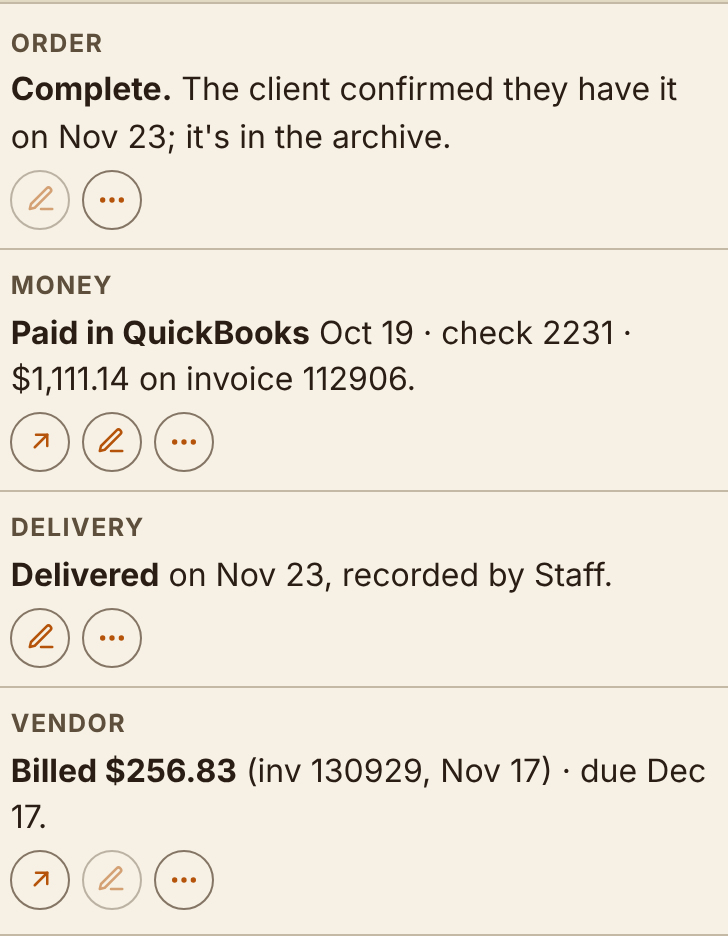 ORDER
Complete. The client confirmed they have it
on Nov 23; it's in the archive.
MONEY
Paid in QuickBooks Oct 19 · check 2231 ·
$1,111.14 on invoice 112906.
DELIVERY
Delivered on Nov 23, recorded by Staff.
VENDOR
Billed $256.83 (inv 130929, Nov 17) · due Dec
17.